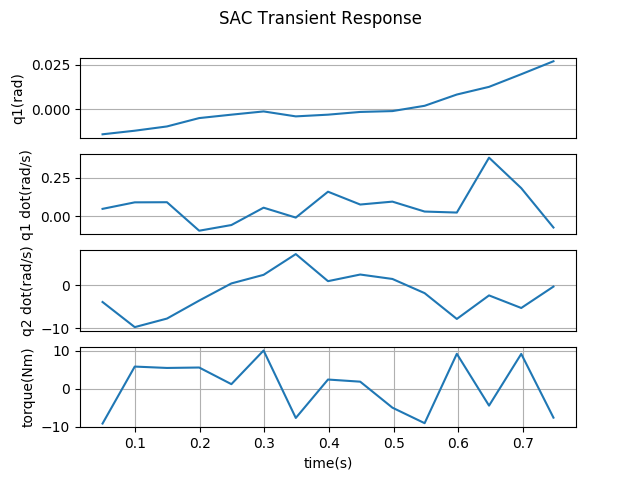 SAC Transient Response
q1(rad)
0.025
0.000
q1 dot(rad/s)
0.25
0.00
q2 dot(rad/s)
0
−10
torque(Nm)
10
0
−10
0.1 0.2 0.3 0.4 0.5 0.6 0.7
time(s)